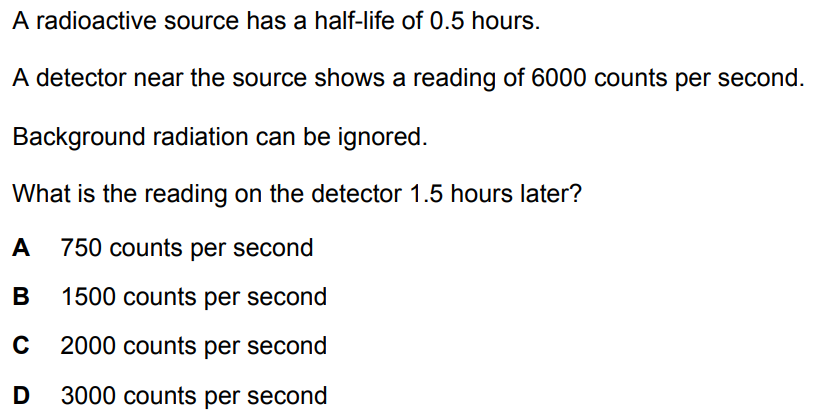 A radioactive source has a half-life of 0.5 hours.
A detector near the source shows a reading of 6000 counts per second.
Background radiation can be ignored.
What is the reading on the detector 1.5 hours later?
A 750 counts per second
B 1500 counts per second
C 2000 counts per second
D 3000 counts per second